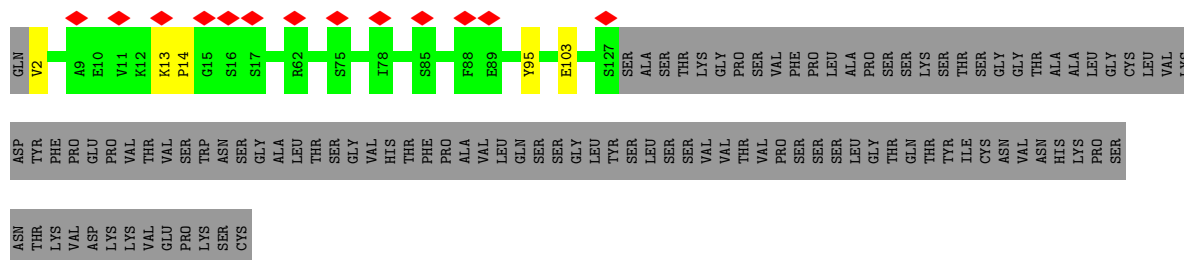 GLN V2 A9 E10 V11 K12 K13 P14 G15 S16 S17 R62 S75 I78 S85 F88 E89 Y95 E103 S127 SER ALA SER THR LYS GLY PRO SER VAL PHE PRO LEU ALA PRO SER SER LYS SER THR SER GLY GLY THR ALA ALA LEU GLY CYS LEU VAL
ASP TYR PHE PRO GLU PRO VAL THR VAL SER TRP ASN SER GLY ALA LEU THR SER GLY VAL HIS THR PHE PRO ALA VAL LEU GLN SER SER GLY LEU TYR SER LEU SER SER VAL VAL THR VAL PRO SER SER SER LEU GLY THR GLN THR TYR ILE CYS ASN VAL ASN HIS LYS PRO SER
ASN THR LYS VAL ASP LYS LYS VAL GLU PRO LYS SER CYS